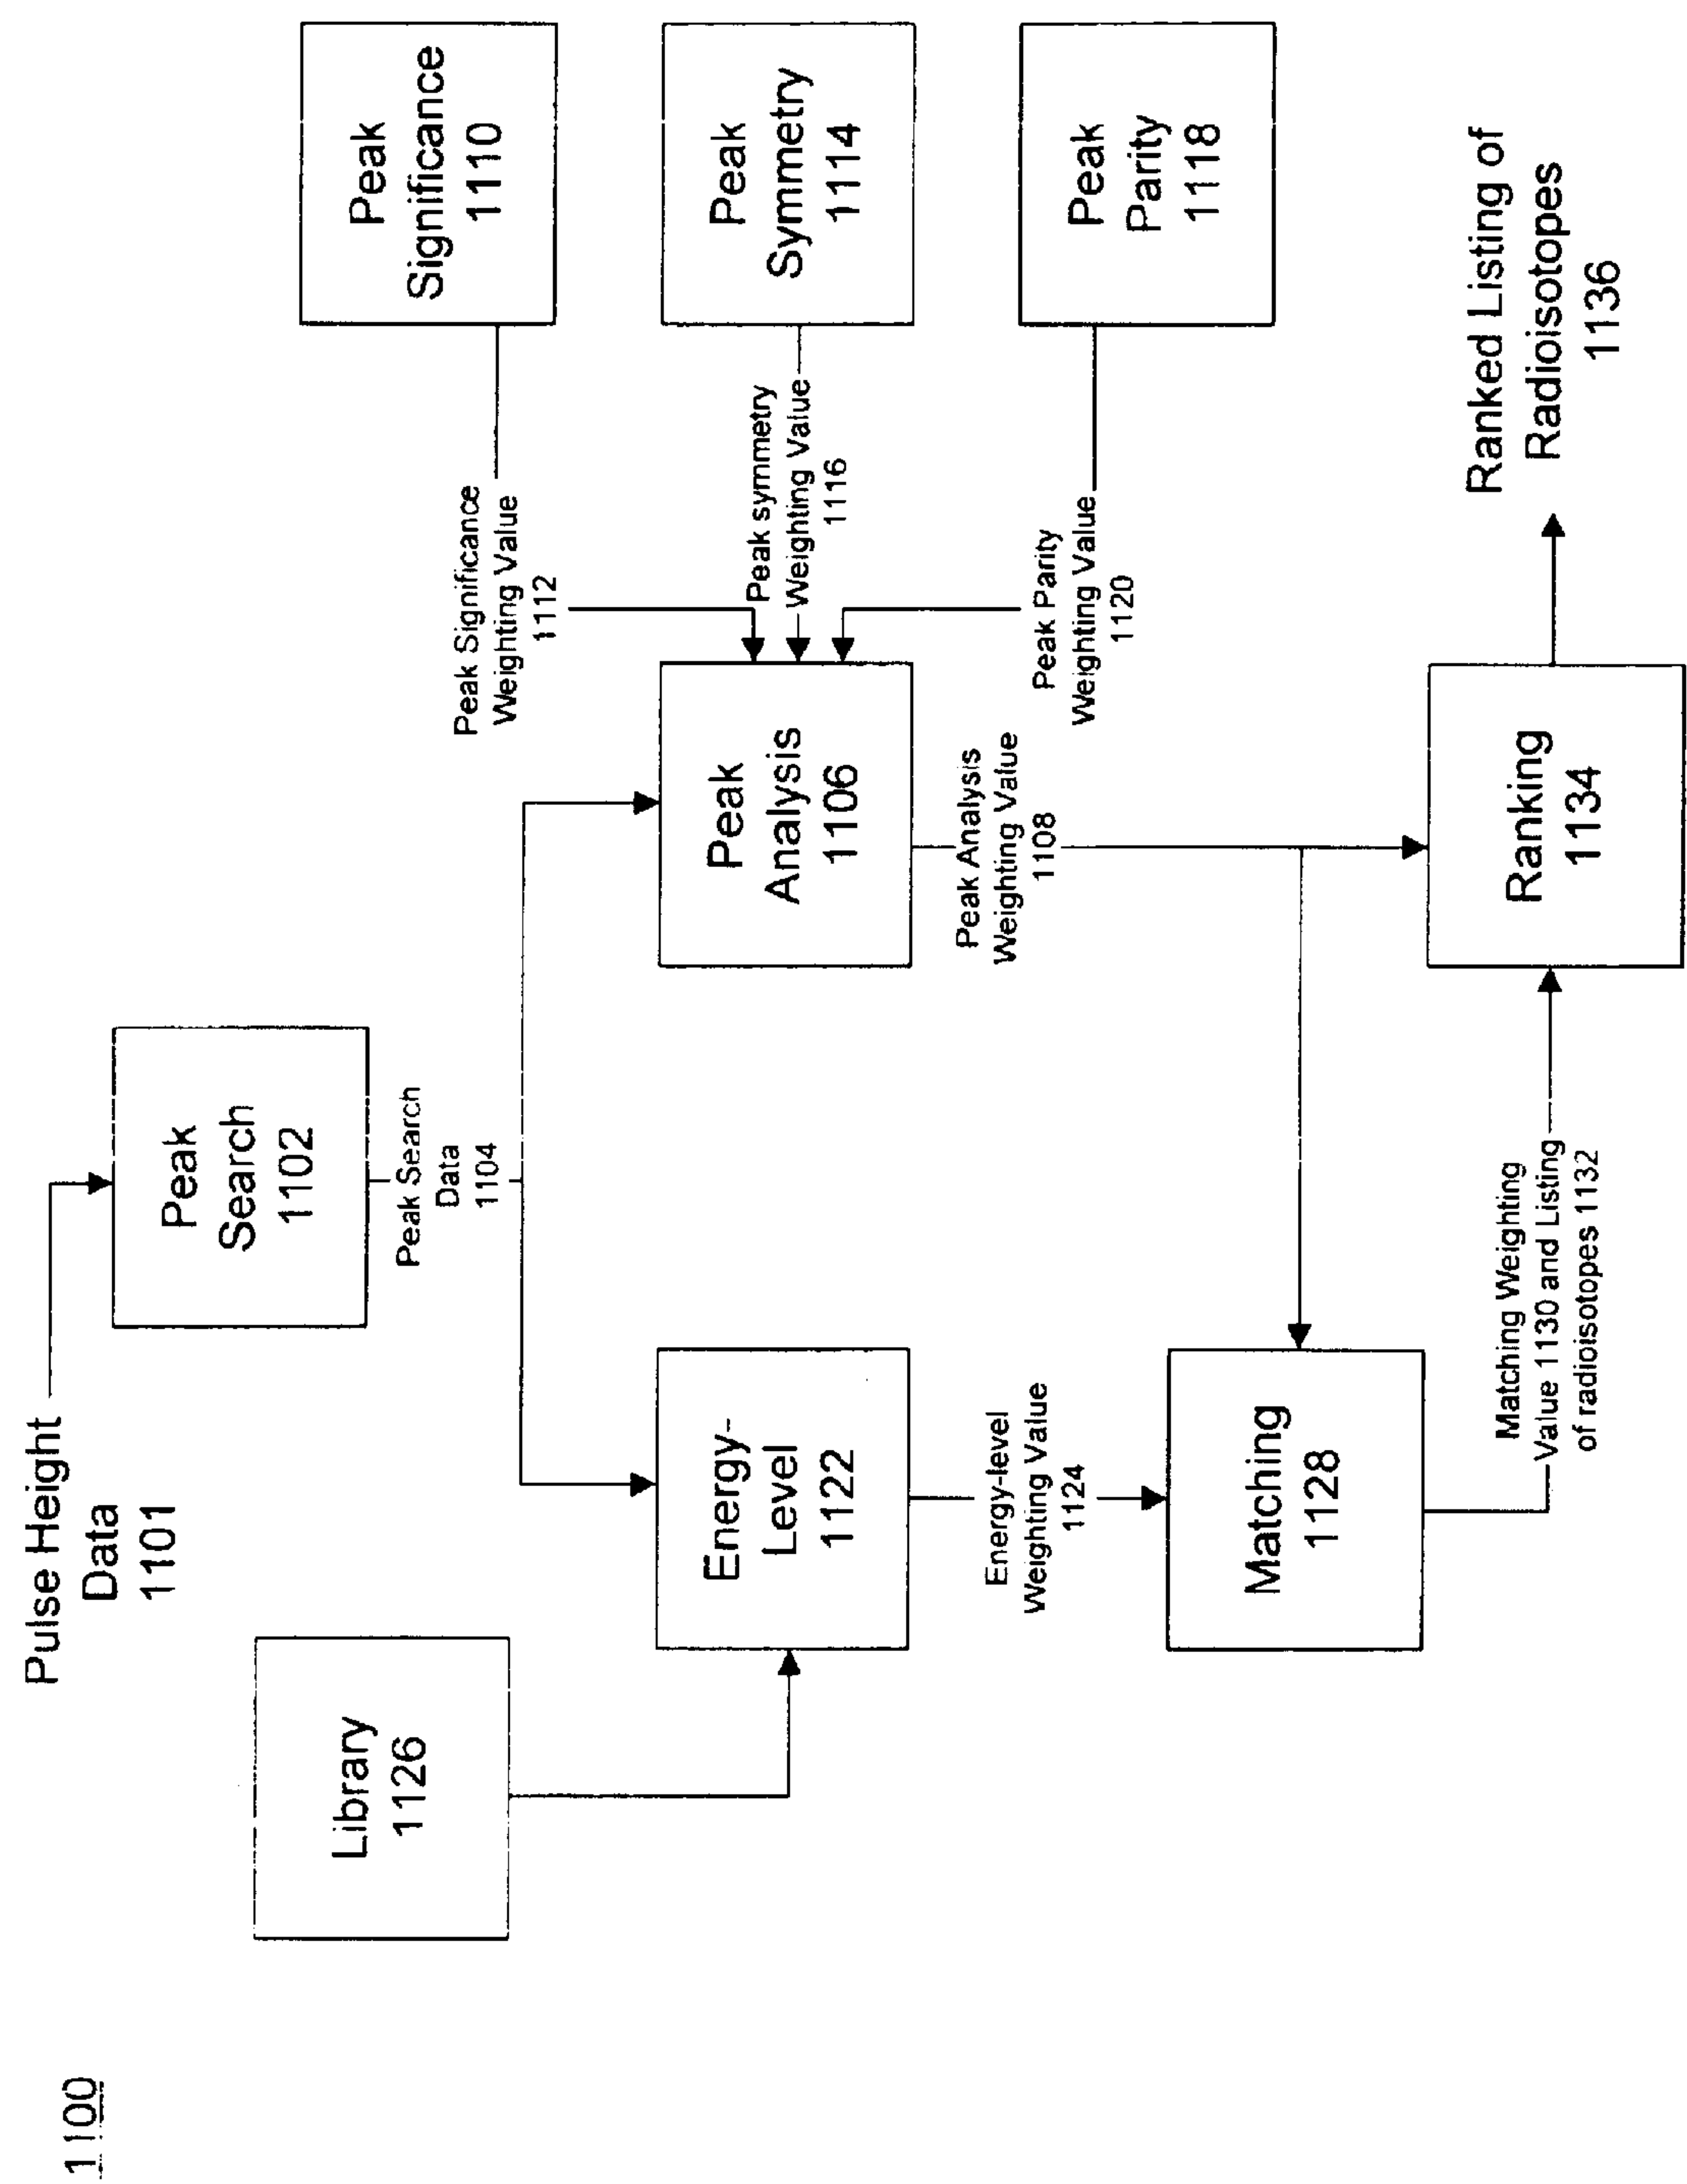 1100
Pulse Height
Data
1101
Library
1126
Peak
Search
1102
Peak Search
Data
1104
Peak
Significance
1110
Peak Significance
Weighting Value
1112
Energy-
Level
1122
Peak
Analysis
1106
Peak symmetry
Weighting Value
1116
Peak
Symmetry
1114
Energy-level
Weighting Value
1124
Peak Analysis
Weighting Value
1108
Peak Parity
Weighting Value
1120
Peak
Parity
1118
Matching
1128
Matching Weighting
Value 1130 and Listing
of radioisotopes 1132
Ranking
1134
Ranked Listing of
Radioisotopes
1136